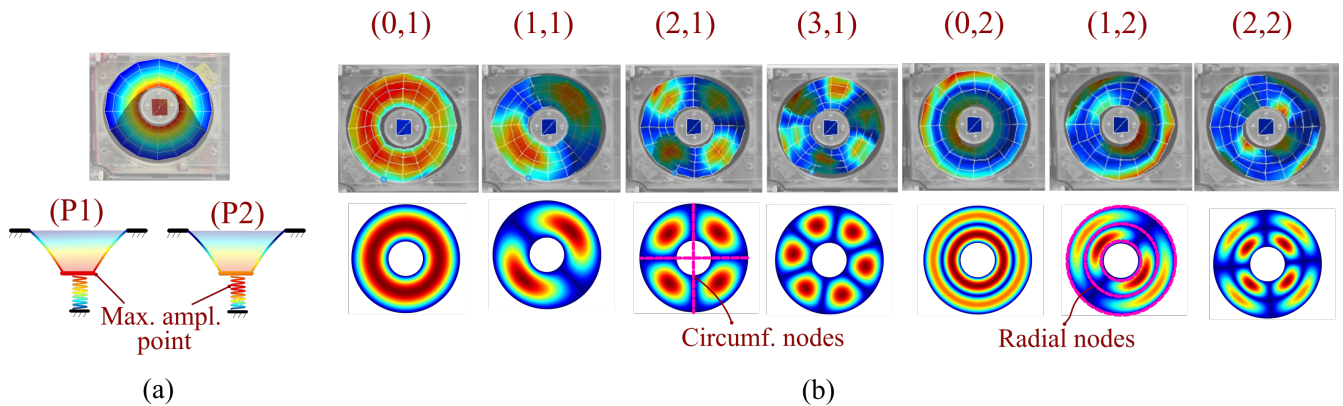 (0,1) (1,1) (2,1) (3,1) (0,2) (1,2) (2,2)
(P1) (P2)
Max. ampl.
point
Circumf. nodes Radial nodes
(a) (b)